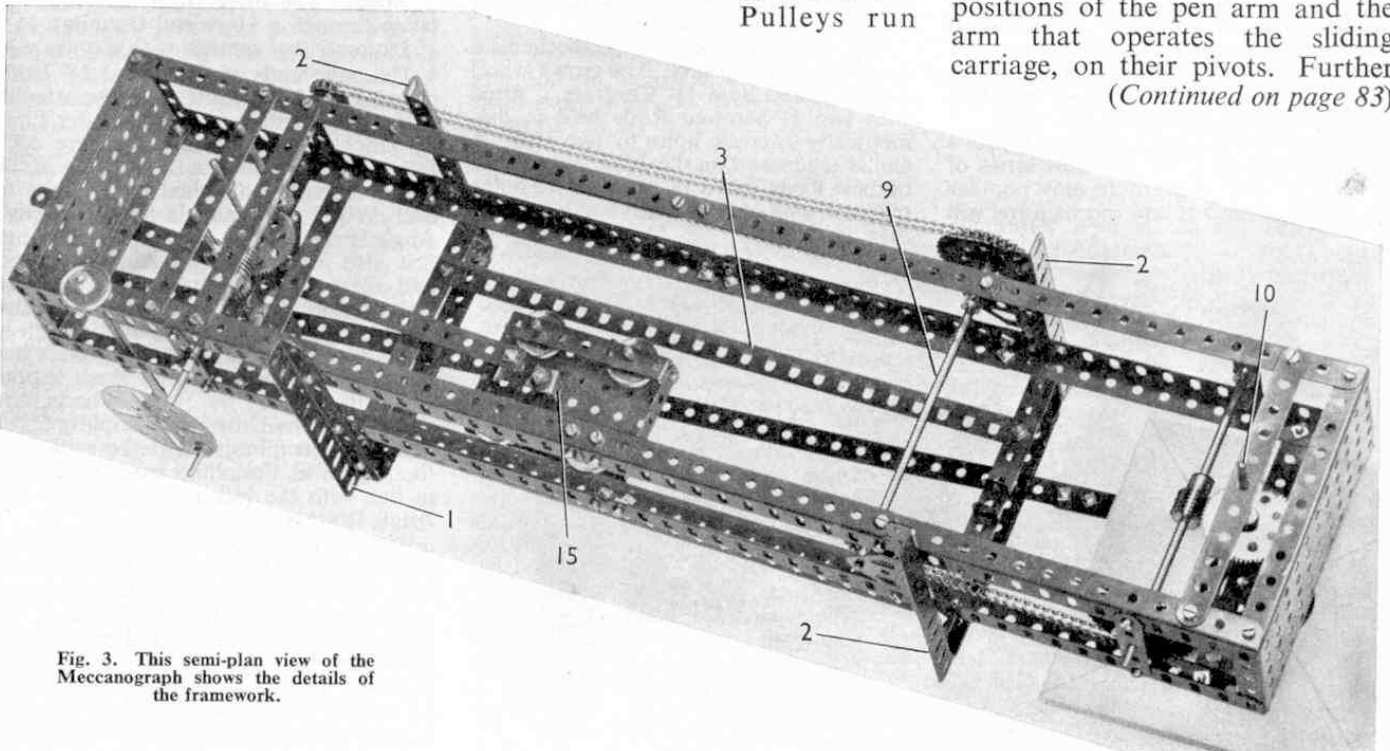 Pulleys run
positions of the pen arm and the
arm that operates the sliding
carriage, on their pivots. Further
(Continued on page 83)
2
3
9
2
10
1
15
2
Fig. 3. This semi-plan view of the
Meccanograph shows the details of
the framework.